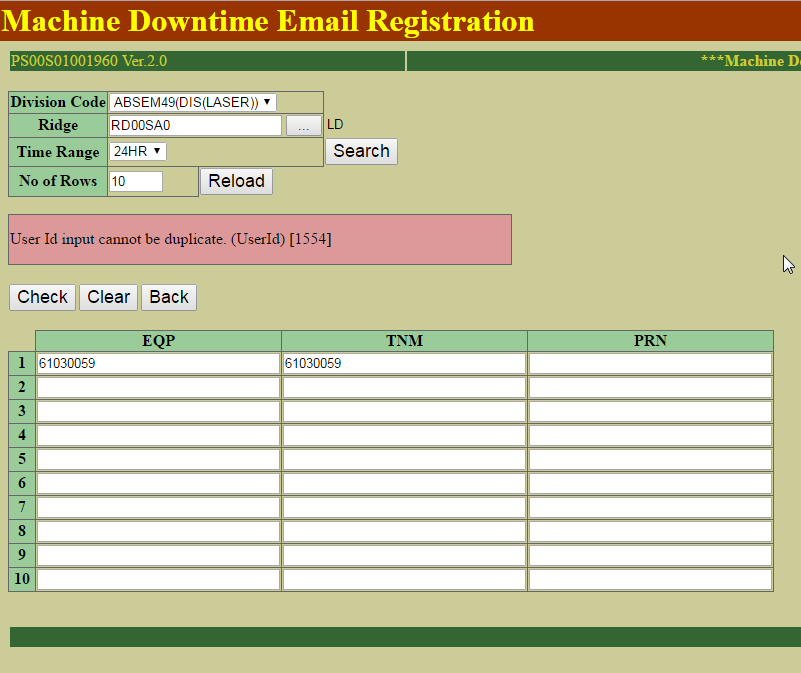 Machine Downtime Email Registration
PS00S01001960 Ver.2.0 ***Machine D
Division Code ABSEM49(DIS(LASER))
Ridge RD00SA0 ... LD
Time Range 24HR Search
No of Rows 10 Reload
User Id input cannot be duplicate. (UserId) [1554]
Check Clear Back
EQP TNM PRN
1 61030059 61030059
2
3
4
5
6
7
8
9
10